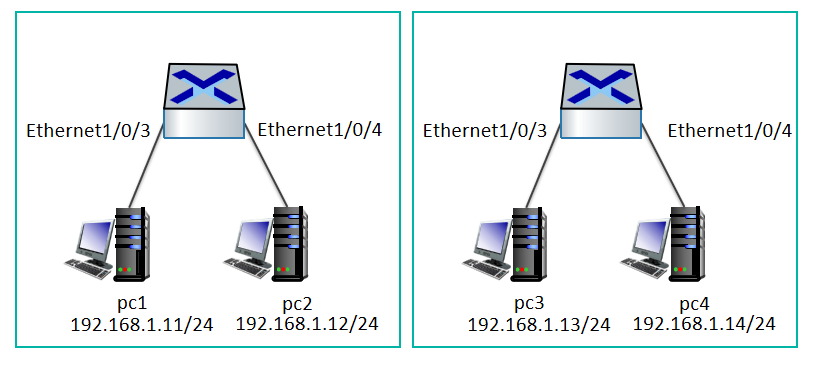 Ethernet1/0/3
Ethernet1/0/4
pc1
192.168.1.11/24
pc2
192.168.1.12/24
Ethernet1/0/3
Ethernet1/0/4
pc3
192.168.1.13/24
pc4
192.168.1.14/24